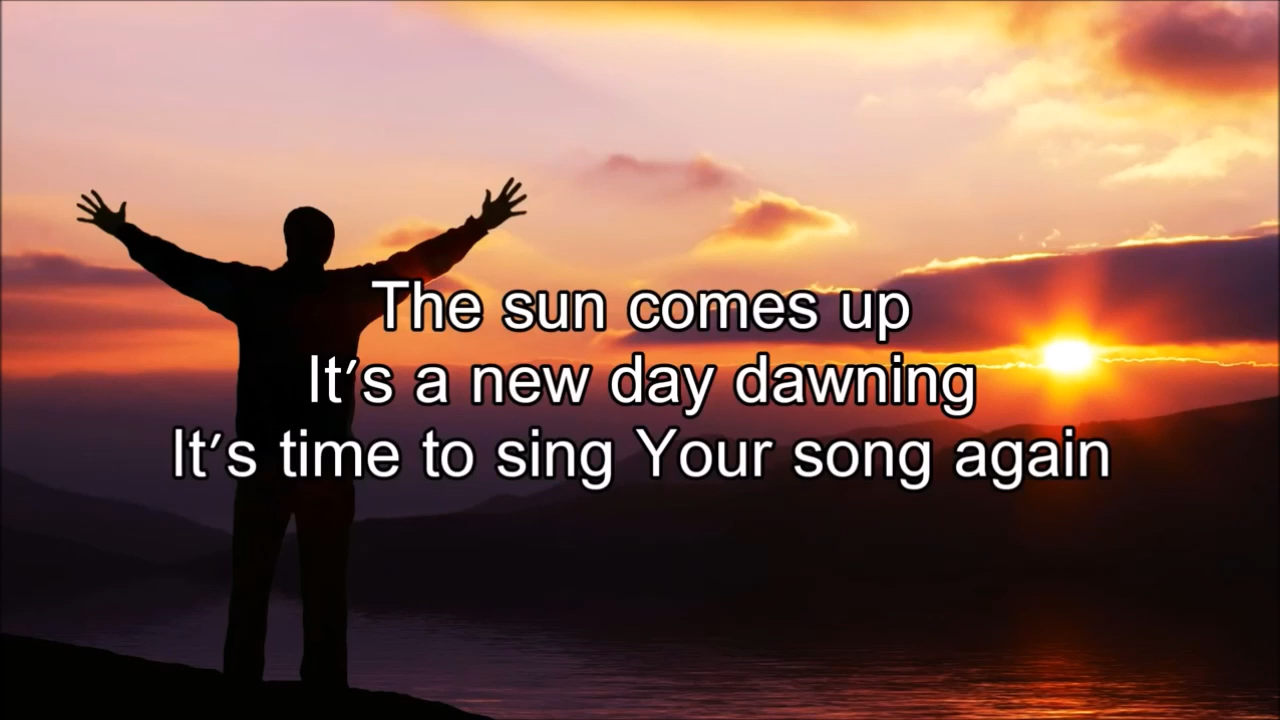 The sun comes up
It's a new day dawning
It's time to sing Your song again